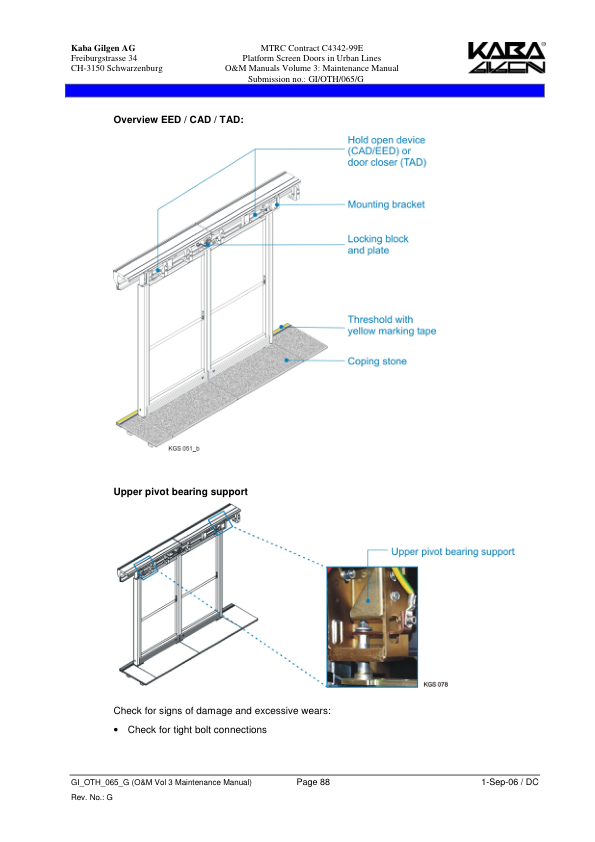 Kaba Gilgen AG
Freiburgstrasse 34
CH-3150 Schwarzenburg
MTRC Contract C4342-99E
Platform Screen Doors in Urban Lines
O&M Manuals Volume 3: Maintenance Manual
Submission no.: GI/OTH/065/G
KABA®
GILGEN
Overview EED / CAD / TAD:
Hold open device
(CAD/EED) or
door closer (TAD)
Mounting bracket
Locking block
and plate
Threshold with
yellow marking tape
Coping stone
KGS 051_b
Upper pivot bearing support
Upper pivot bearing support
KGS 078
Check for signs of damage and excessive wears:
• Check for tight bolt connections
GI_OTH_065_G (O&M Vol 3 Maintenance Manual)
Page 88
1-Sep-06 / DC
Rev. No.: G